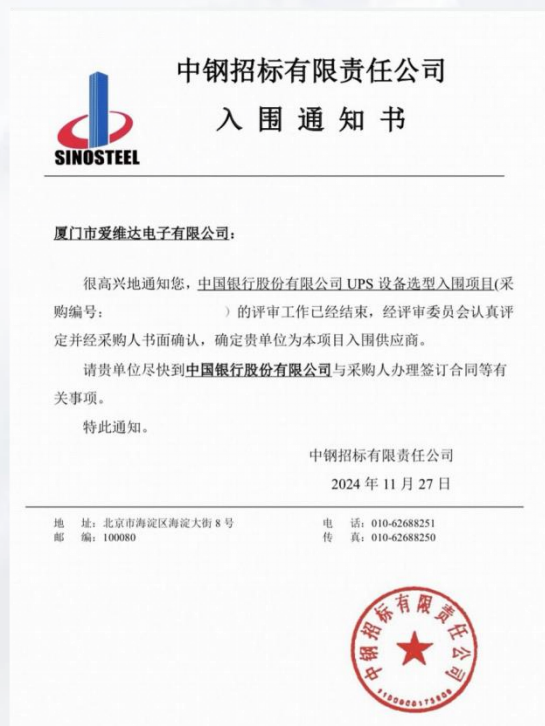 中钢招标有限责任公司
入围通知书
SINOSTEEL
厦门市爱维达电子有限公司：
很高兴地通知您，中国银行股份有限公司 UPS 设备选型入围项目(采
购编号： ）的评审工作已经结束，经评审委员会认真评
定并经采购人书面确认，确定贵单位为本项目入围供应商。
请贵单位尽快到中国银行股份有限公司与采购人办理签订合同等有
关事项。
特此通知。
中钢招标有限责任公司
2024 年 11 月 27 日
地 址：北京市海淀区海淀大街 8 号
电 话：010-62688251
邮 编：100080
传 真：010-62688250
中钢招标有限责任公司